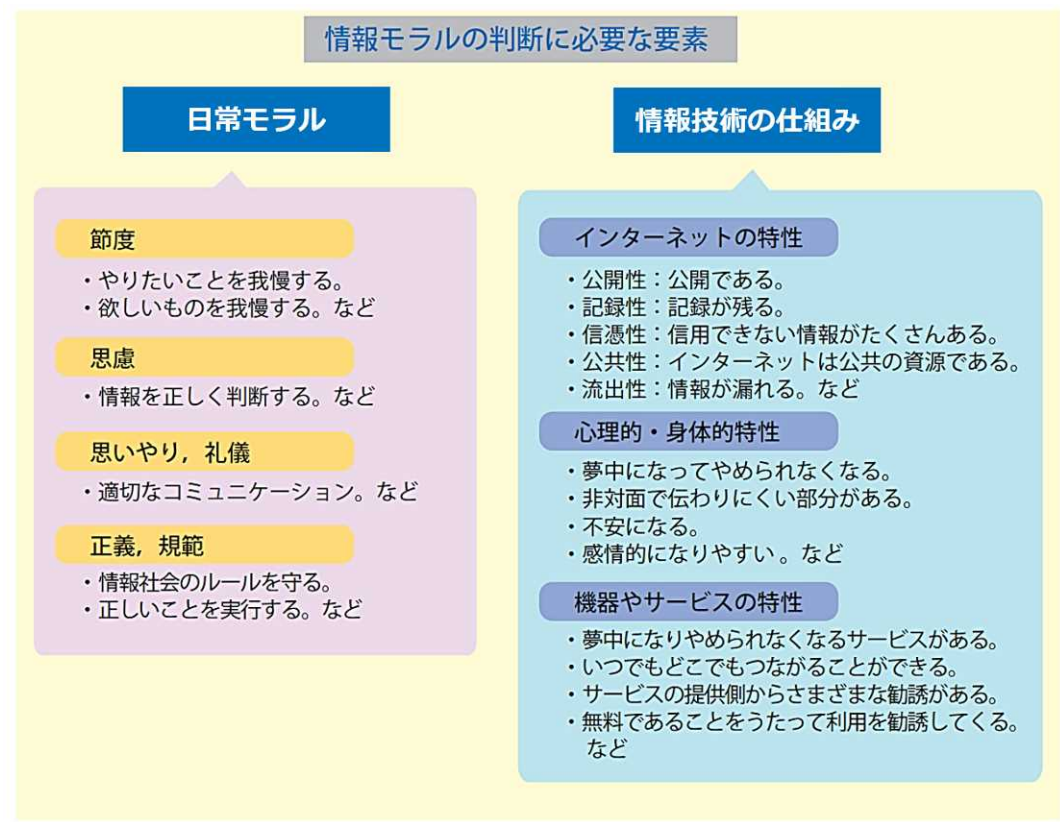 情報モラルの判断に必要な要素
日常モラル
節度
・やりたいことを我慢する。
・欲しいものを我慢する。など
思慮
・情報を正しく判断する。など
思いやり，礼儀
・適切なコミュニケーション。など
正義，規範
・情報社会のルールを守る。
・正しいことを実行する。など
情報技術の仕組み
インターネットの特性
・公開性：公開である。
・記録性：記録が残る。
・信憑性：信用できない情報がたくさんある。
・公共性：インターネットは公共の資源である。
・流出性：情報が漏れる。など
心理的・身体的特性
・夢中になってやめられなくなる。
・非対面で伝わりにくい部分がある。
・不安になる。
・感情的になりやすい。など
機器やサービスの特性
・夢中になりやめられなくなるサービスがある。
・いつでもどこでもつながることができる。
・サービスの提供側からさまざまな勧誘がある。
・無料であることをうたって利用を勧誘してくる。
など